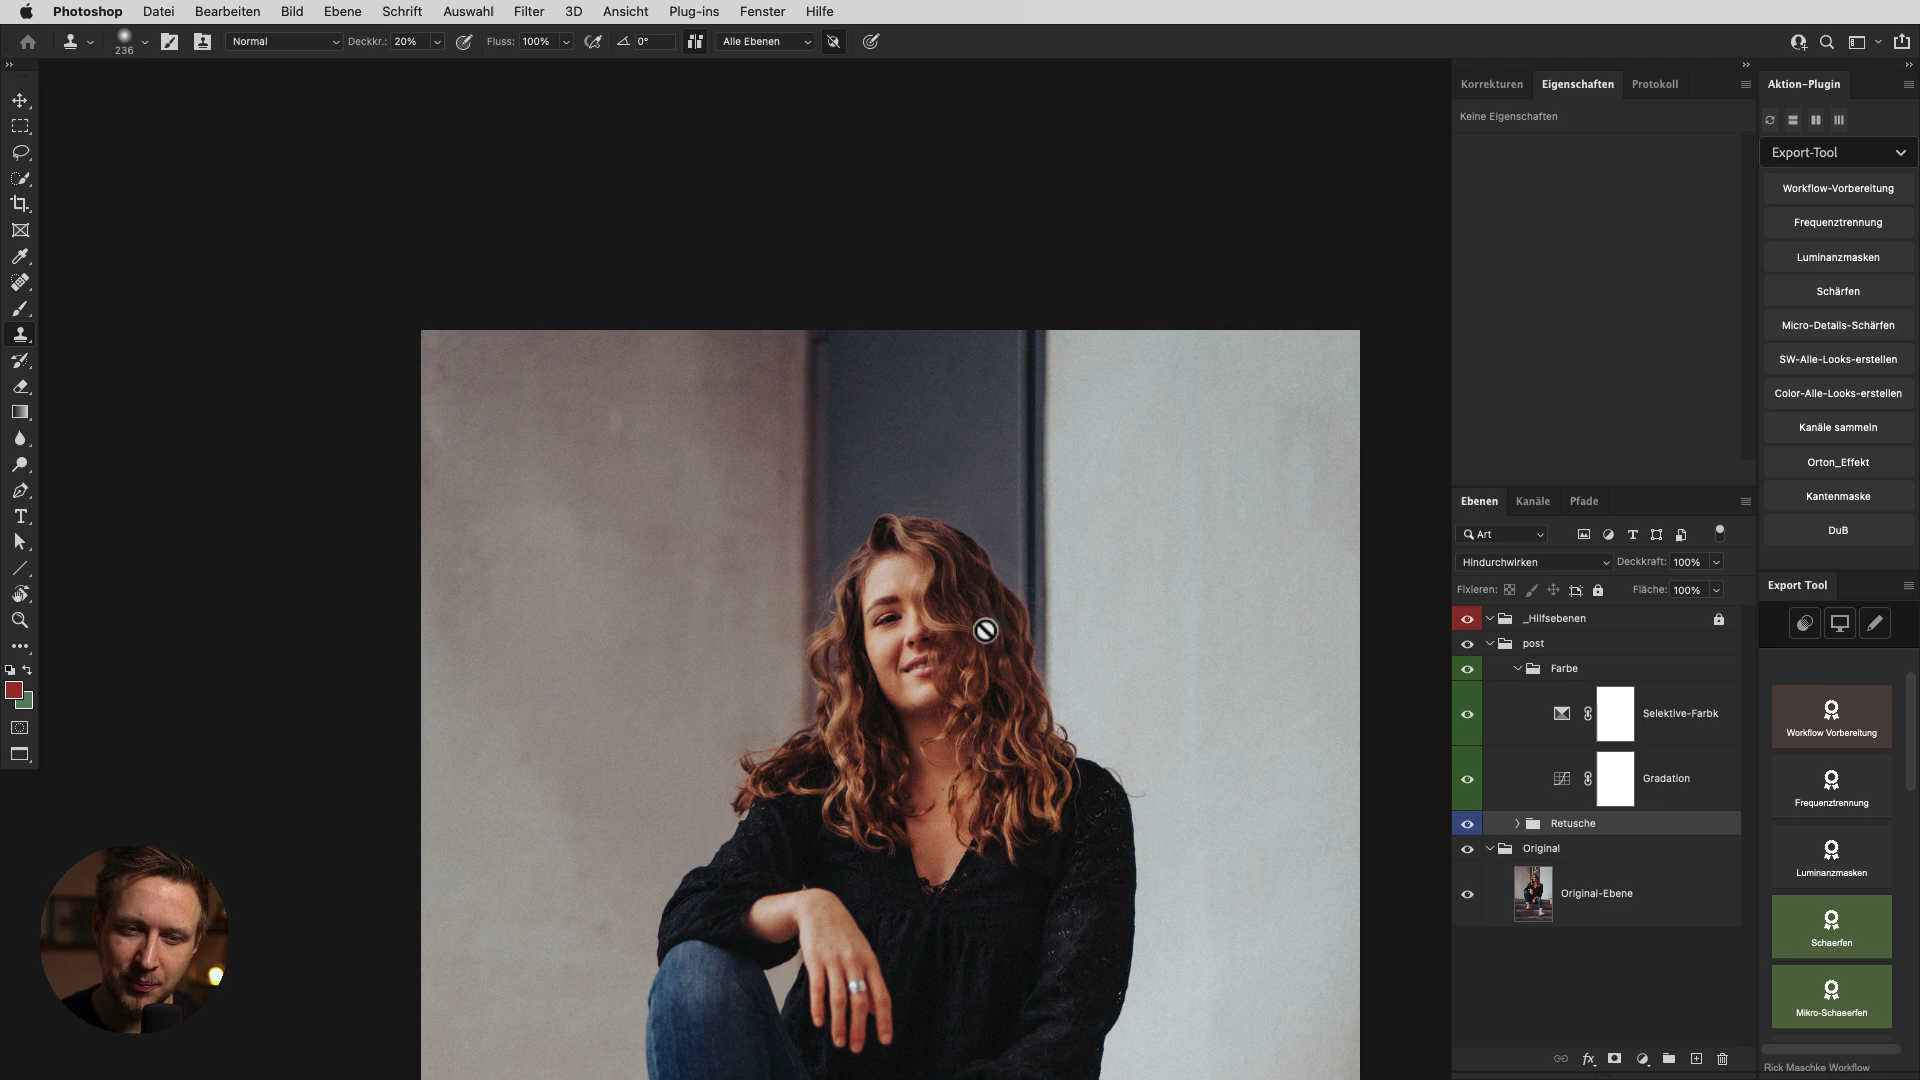 Photoshop Datei Bearbeiten Bild Ebene Schrift Auswahl Filter 3D Ansicht Plug-ins Fenster Hilfe
236 Normal Deckkr.: 20% Fluss: 100% 0° Alle Ebenen
Korrekturen Eigenschaften Protokoll
Keine Eigenschaften
Aktion-Plugin
Export-Tool
Workflow-Vorbereitung
Frequenztrennung
Luminanzmasken
Schärfen
Micro-Details-Schärfen
SW-Alle-Looks-erstellen
Color-Alle-Looks-erstellen
Kanäle sammeln
Orton_Effekt
Kantenmaske
DuB
Ebenen Kanäle Pfade
Art
Hindurchwirken Deckkraft: 100%
Fixieren: Fläche: 100%
_Hilfsebenen
post
Farbe
Selektive-Farbk
Gradation
Retusche
Original
Original-Ebene
fx
Export Tool
Workflow Vorbereitung
Frequenztrennung
Luminanzmasken
Schaerfen
Mikro-Schaeerfen
Rick Maschke Workflow